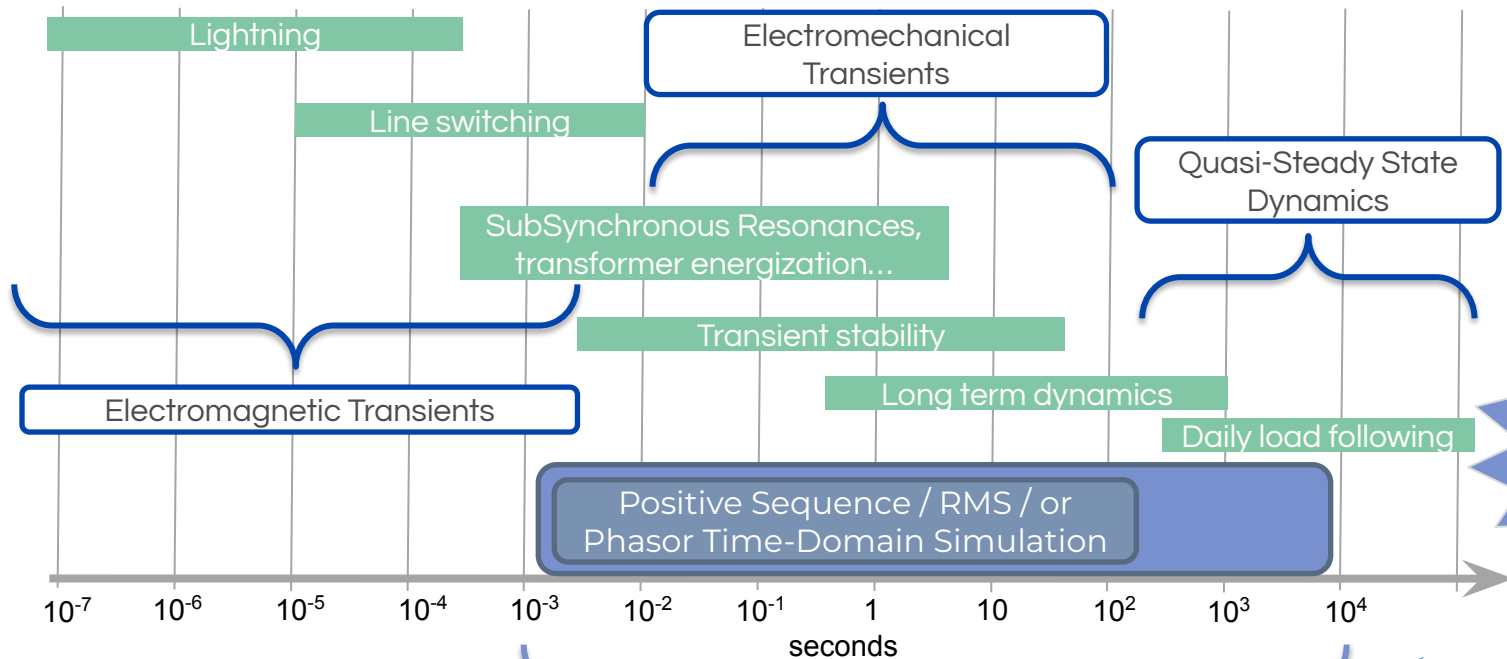 Lightning
Electromechanical
Transients
Line switching
Quasi-Steady State
Dynamics
SubSynchronous Resonances,
transformer energization...
Transient stability
Long term dynamics
Electromagnetic Transients
Daily load following
Positive Sequence / RMS / or
Phasor Time-Domain Simulation
10⁻⁷ 10⁻⁶ 10⁻⁵ 10⁻⁴ 10⁻³ 10⁻² 10⁻¹ 1 10 10² 10³ 10⁴
seconds